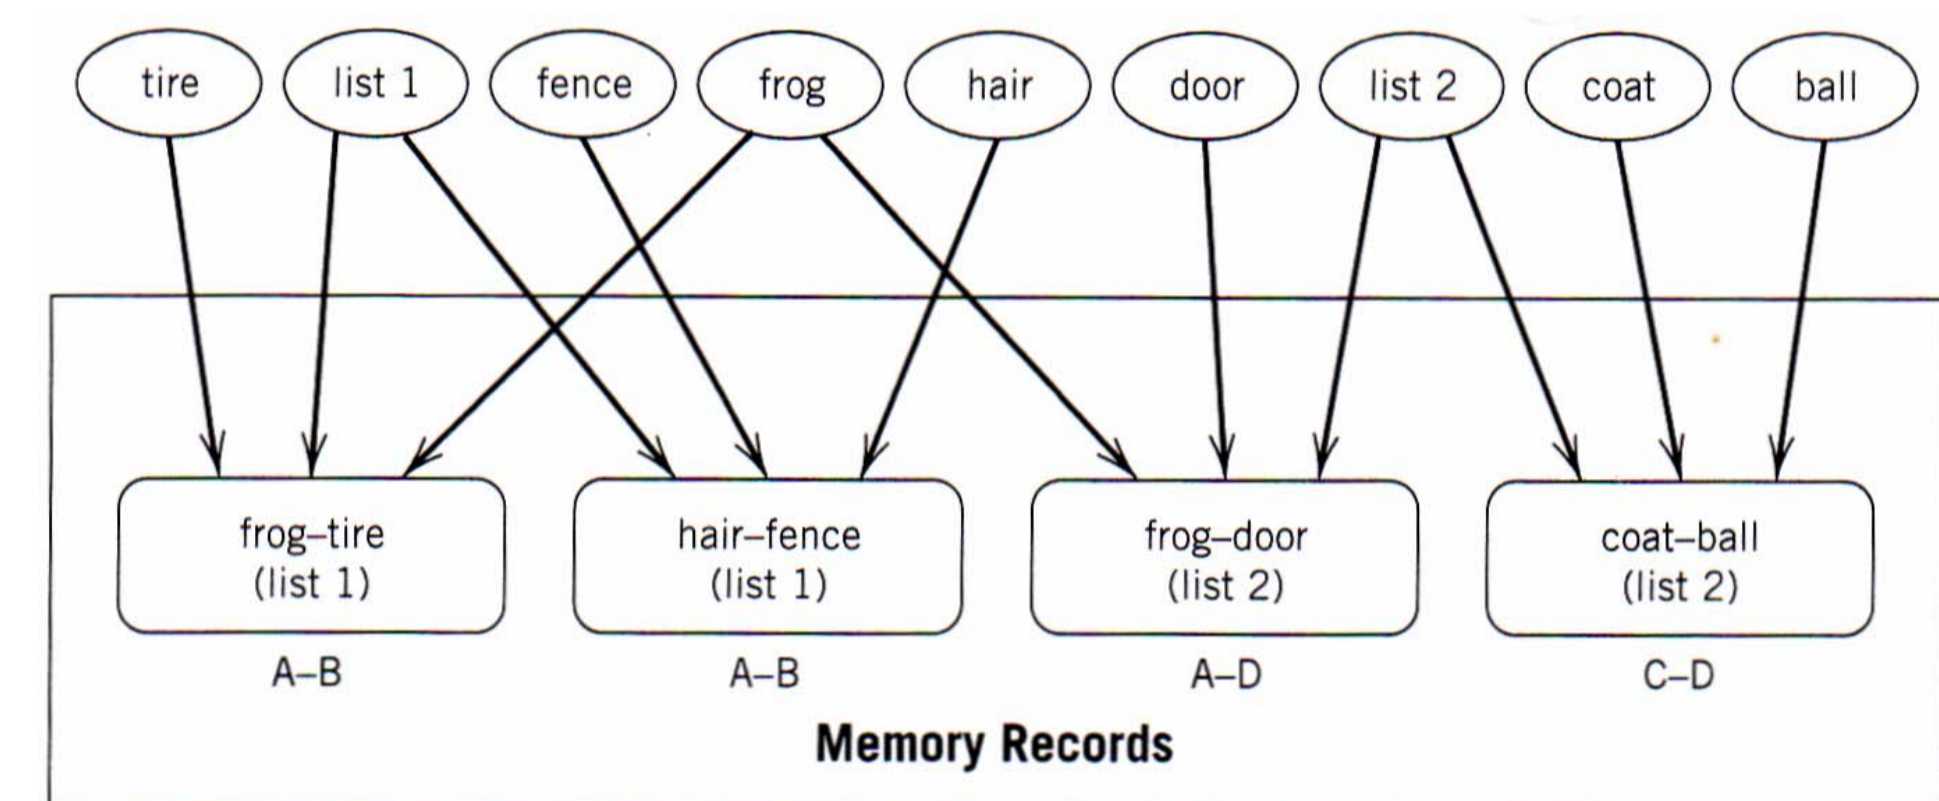 tire
list 1
fence
frog
hair
door
list 2
coat
ball
frog–tire
(list 1)
hair–fence
(list 1)
frog–door
(list 2)
coat–ball
(list 2)
A–B
A–B
A–D
C–D
Memory Records